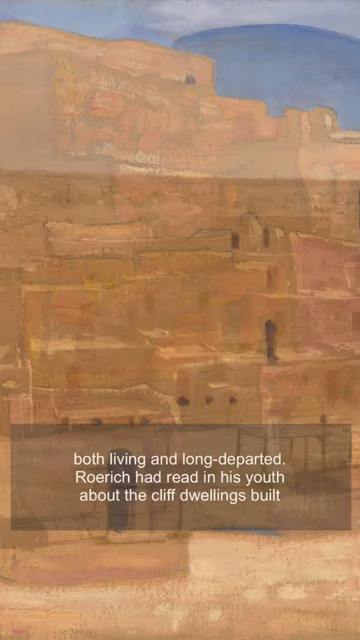 both living and long-departed.
Roerich had read in his youth
about the cliff dwellings built